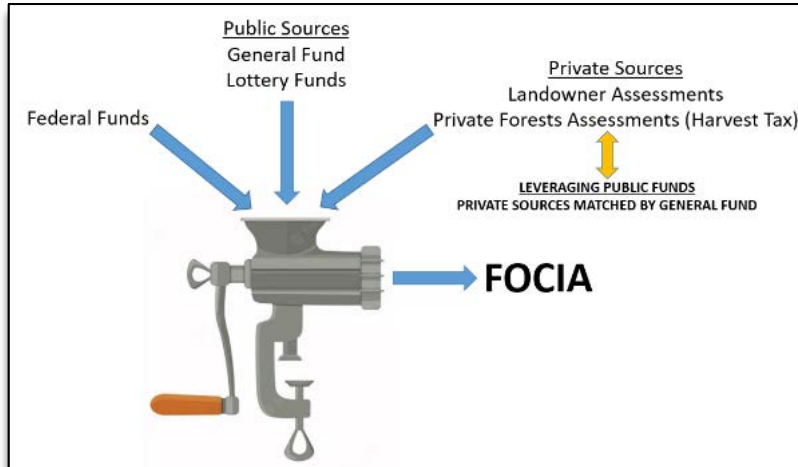 Public Sources
General Fund
Lottery Funds
Federal Funds
Private Sources
Landowner Assessments
Private Forests Assessments (Harvest Tax)
LEVERAGING PUBLIC FUNDS
PRIVATE SOURCES MATCHED BY GENERAL FUND
FOCIA